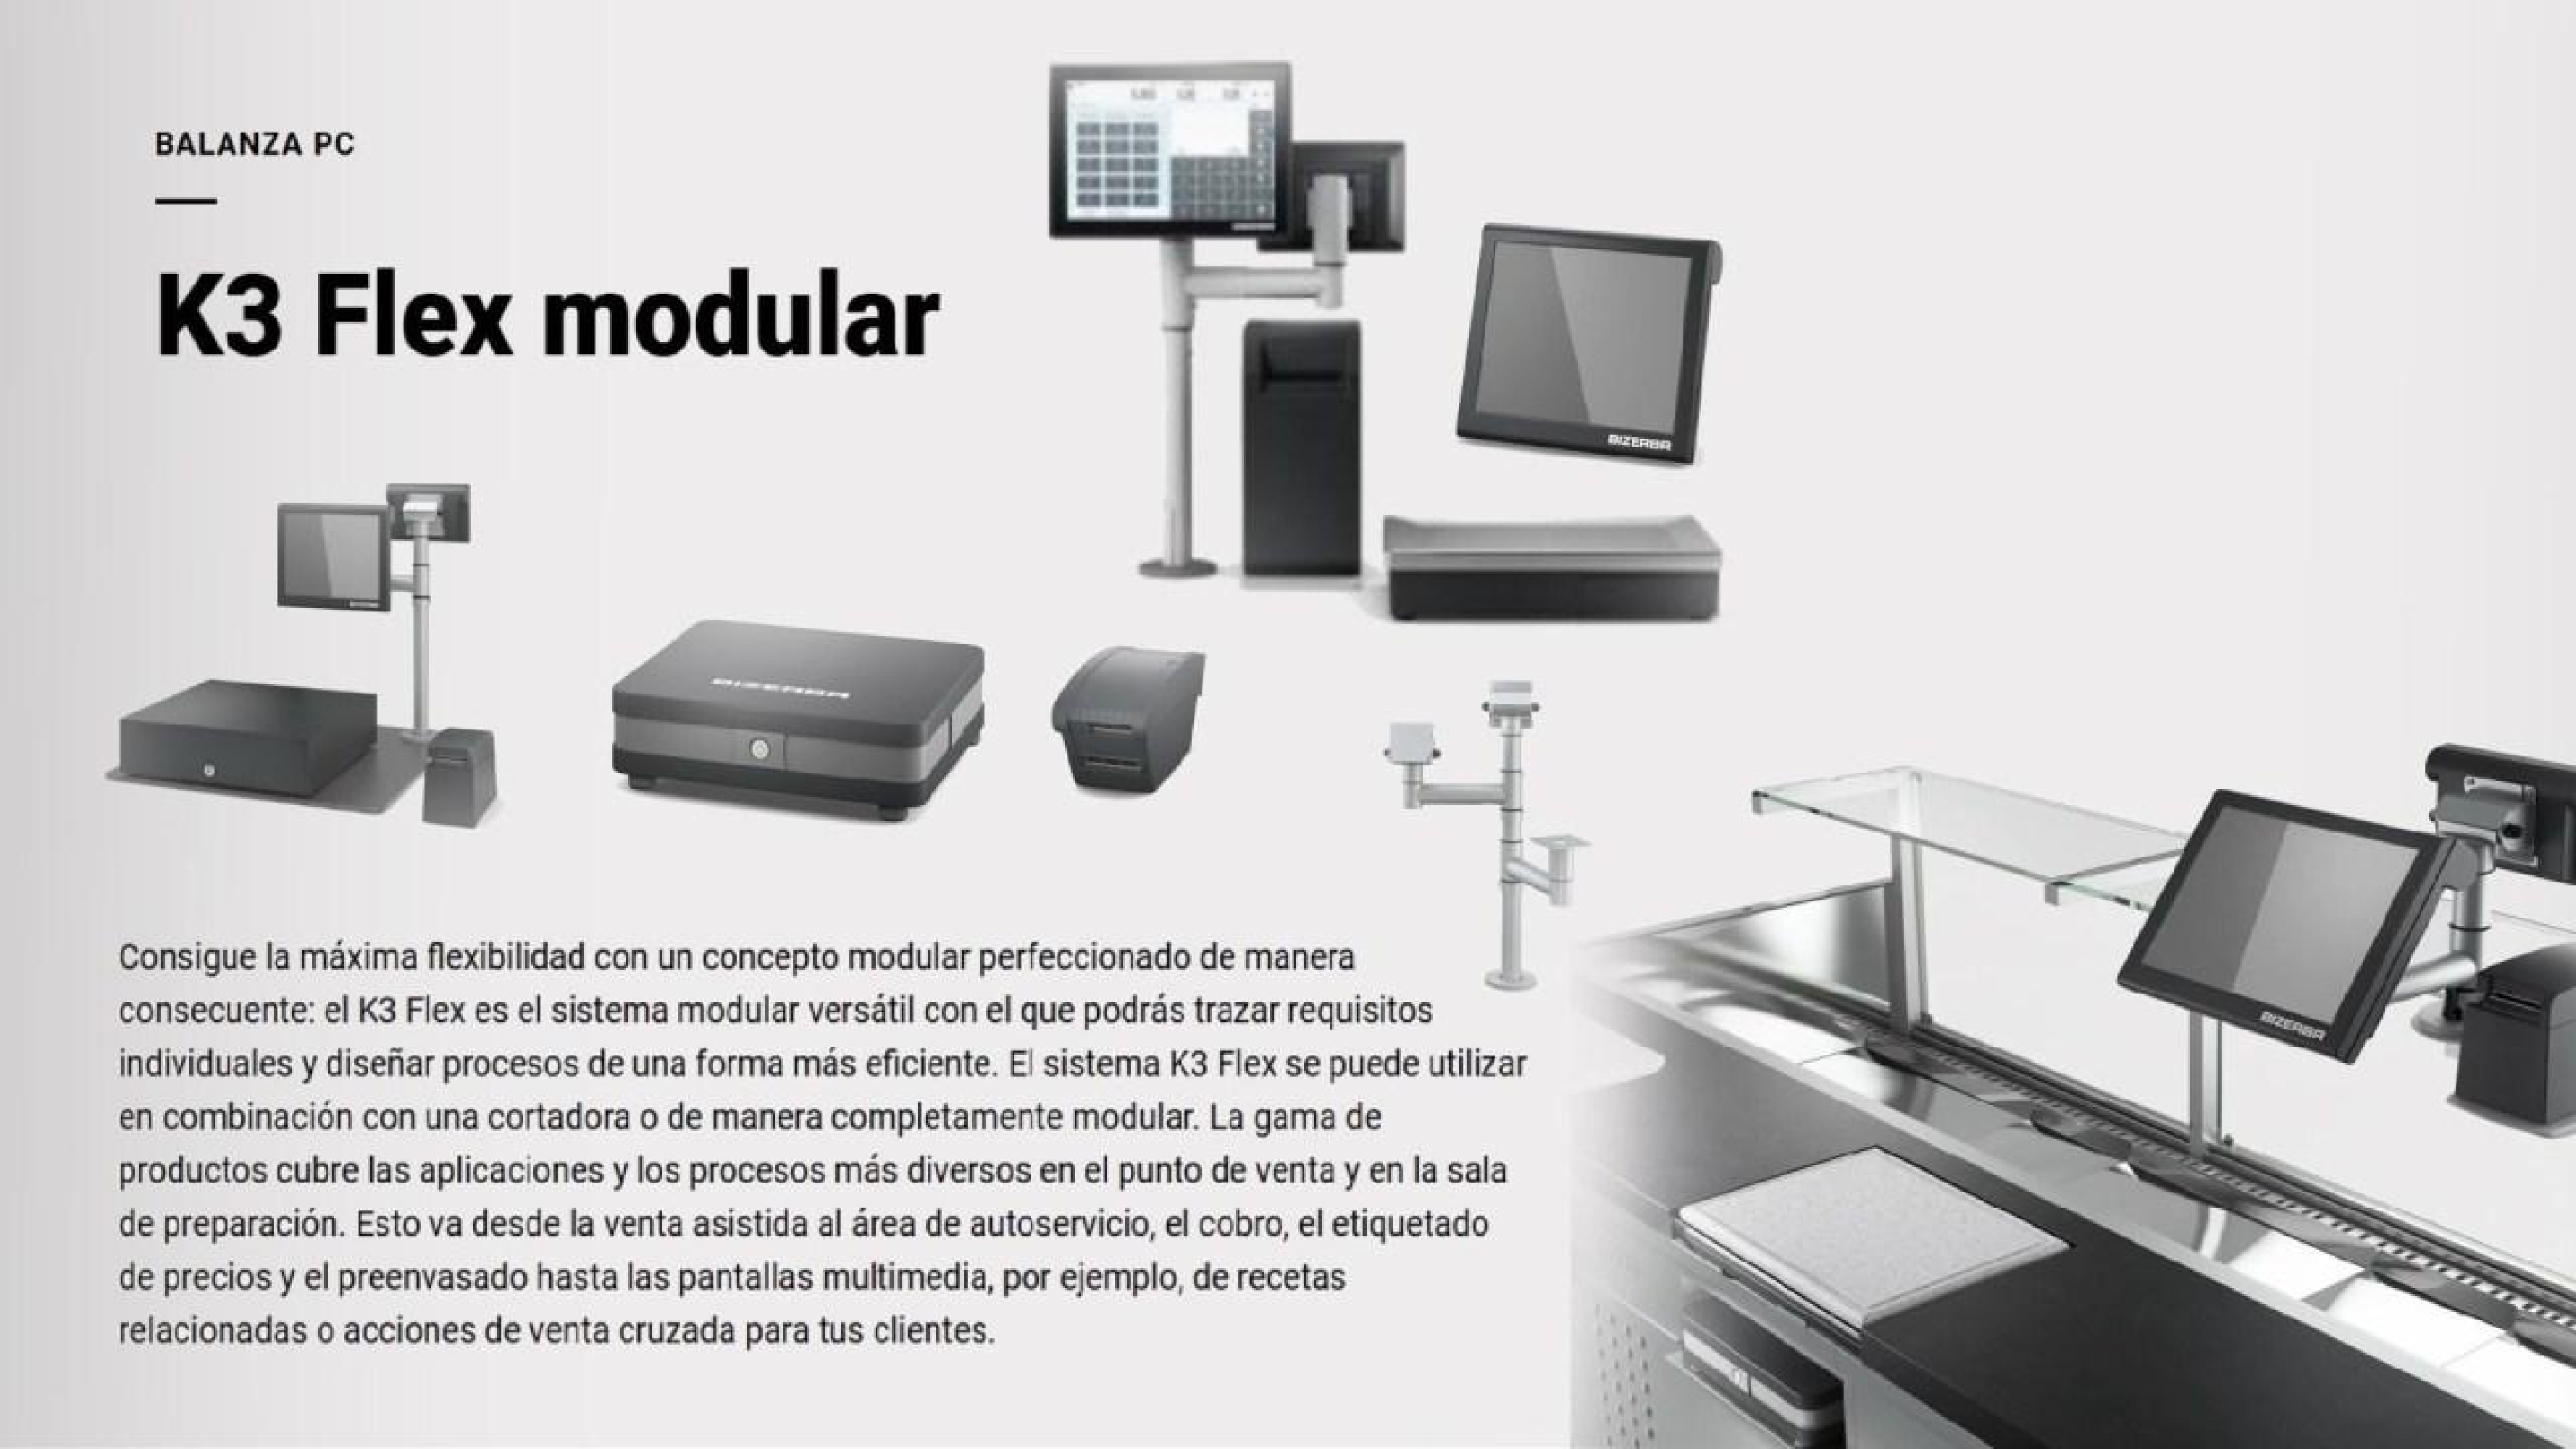 BALANZA PC
K3 Flex modular
BIZERBA
BIZERBA
Consigue la máxima flexibilidad con un concepto modular perfeccionado de manera
consecuente: el K3 Flex es el sistema modular versátil con el que podrás trazar requisitos
individuales y diseñar procesos de una forma más eficiente. El sistema K3 Flex se puede utilizar
en combinación con una cortadora o de manera completamente modular. La gama de
productos cubre las aplicaciones y los procesos más diversos en el punto de venta y en la sala
de preparación. Esto va desde la venta asistida al área de autoservicio, el cobro, el etiquetado
de precios y el preenvasado hasta las pantallas multimedia, por ejemplo, de recetas
relacionadas o acciones de venta cruzada para tus clientes.
BIZERBA